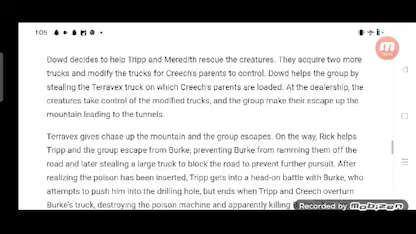 1:05
Dowd decides to help Tripp and Meredith rescue the creatures. They acquire two more
trucks and modify the trucks for Creech's parents to control. Dowd helps the group by
stealing the Terravex truck on which Creech's parents are loaded. At the dealership, the
creatures take control of the modified trucks, and the group make their escape up the
mountain leading to the tunnels.
Terravex gives chase up the mountain and the group escapes. On the way, Rick helps
Tripp and the group escape from Burke, preventing Burke from ramming them off the
road and later stealing a large truck to block the road to prevent further pursuit. After
realizing the poison has been inserted, Tripp gets into a head-on battle with Burke, who
attempts to push him into the drilling hole, but ends when Tripp and Creech overturn
Burke's truck, destroying the poison machine and apparently killing
Recorded by Mobizen